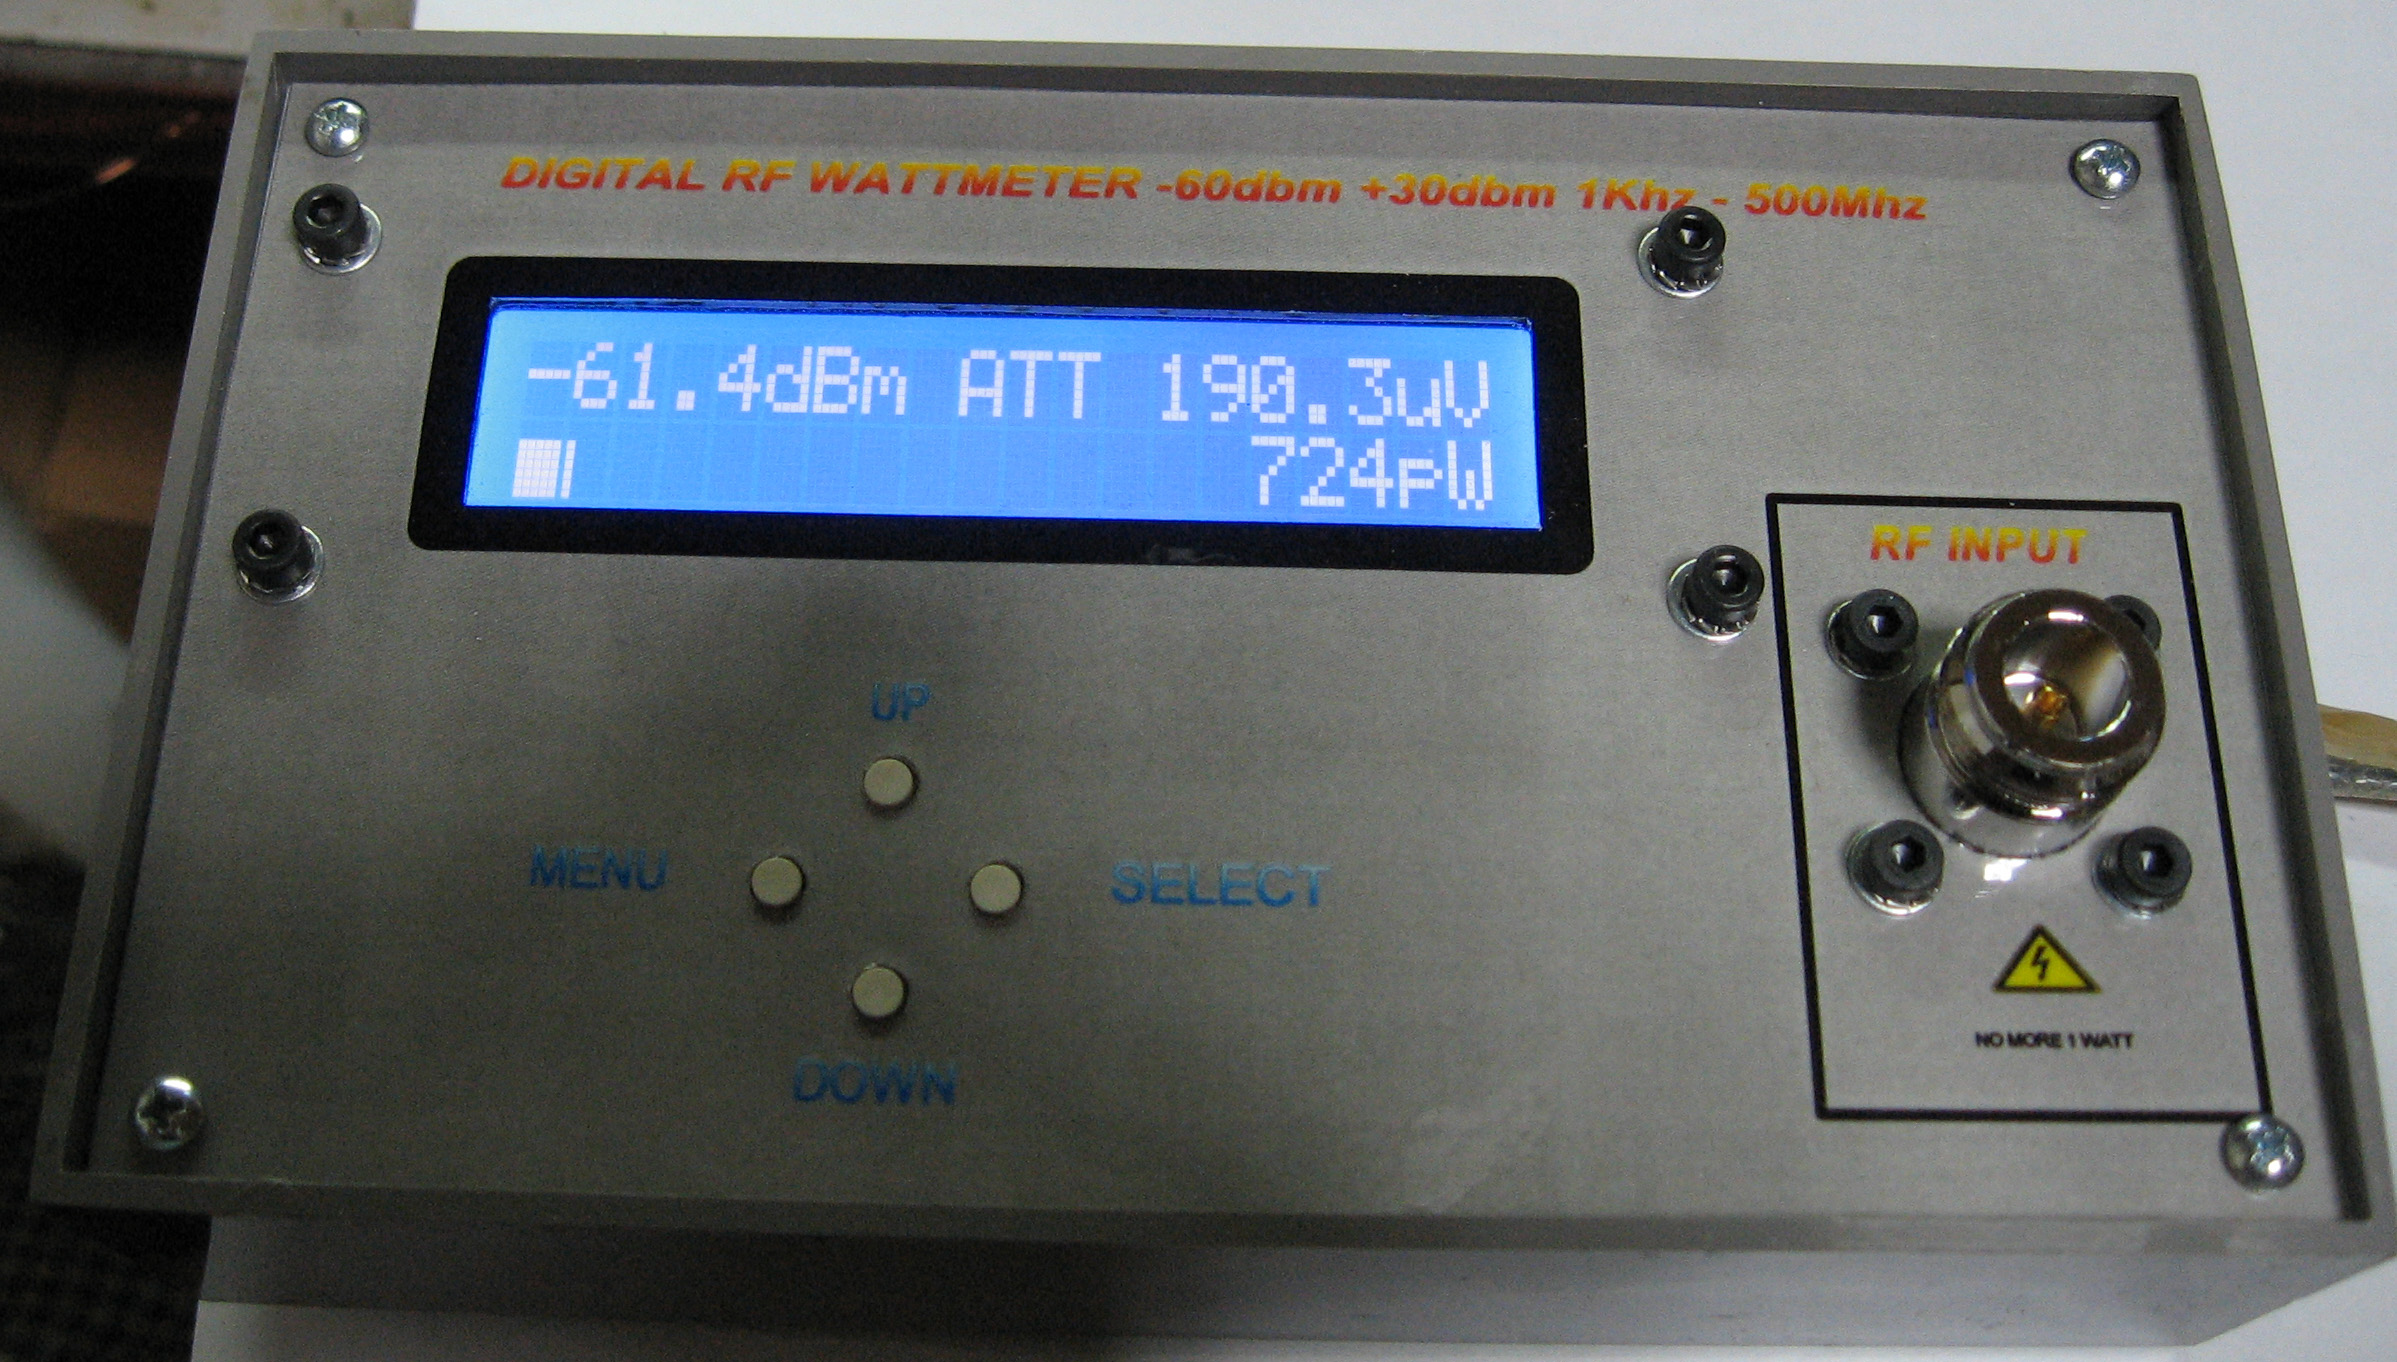 DIGITAL RF WATTMETER -60dbm +30dbm 1Khz - 500Mhz
-61.4dBm ATT 190.3uV
724pW
RF INPUT
UP
MENU
SELECT
DOWN
NO MORE 1 WATT